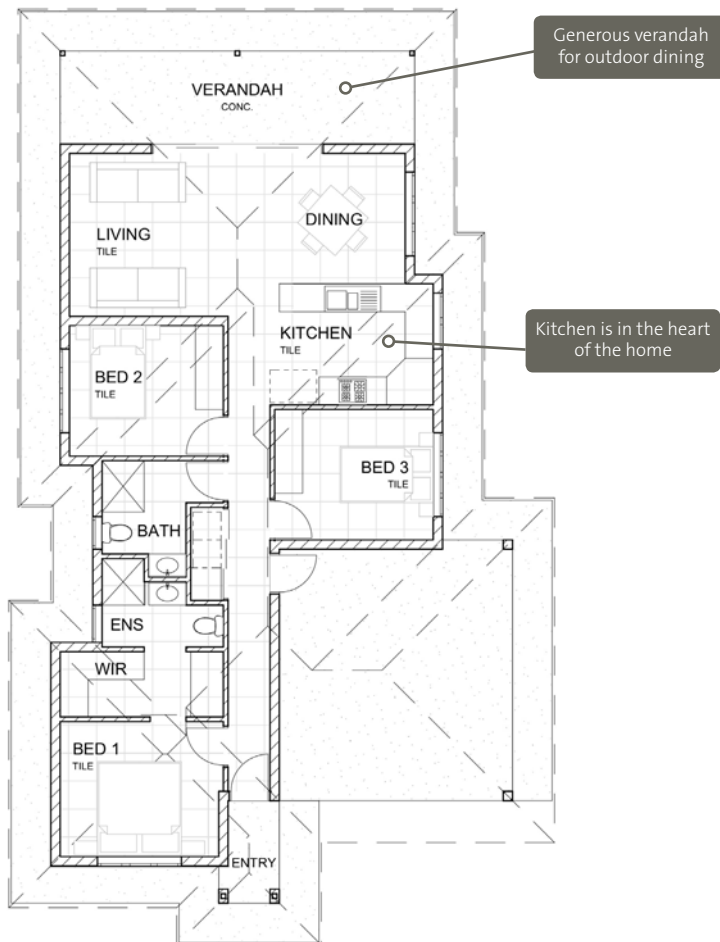 Generous verandah
for outdoor dining
VERANDAH
CONC.
LIVING
TILE
DINING
KITCHEN
TILE
Kitchen is in the heart
of the home
BED 2
TILE
BED 3
TILE
BATH
ENS
WIR
BED 1
TILE
ENTRY